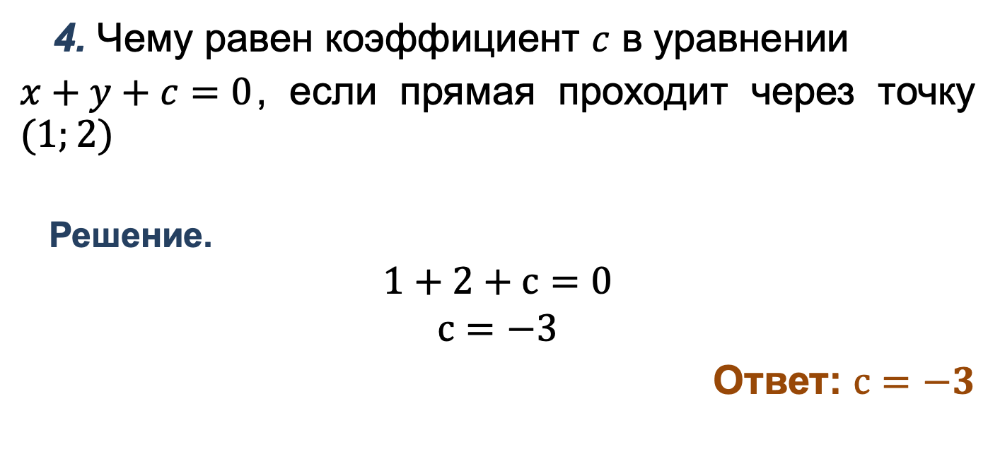 4. Чему равен коэффициент c в уравнении
x + y + c = 0, если прямая проходит через точку
(1; 2)
Решение.
1 + 2 + c = 0
c = −3
Ответ: c = −3